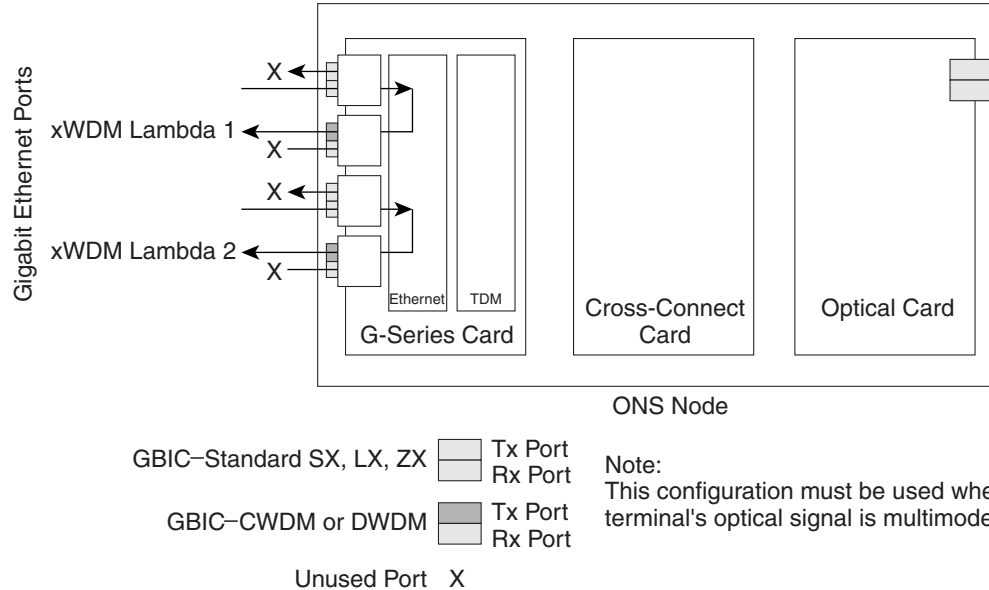 Gigabit Ethernet Ports
X
xWDM Lambda 1
X
X
xWDM Lambda 2
X
Ethernet
TDM
G-Series Card
Cross-Connect
Card
Optical Card
ONS Node
GBIC–Standard SX, LX, ZX
Tx Port
Rx Port
GBIC–CWDM or DWDM
Tx Port
Rx Port
Unused Port X
Note:
This configuration must be used
terminal's optical signal is multimode